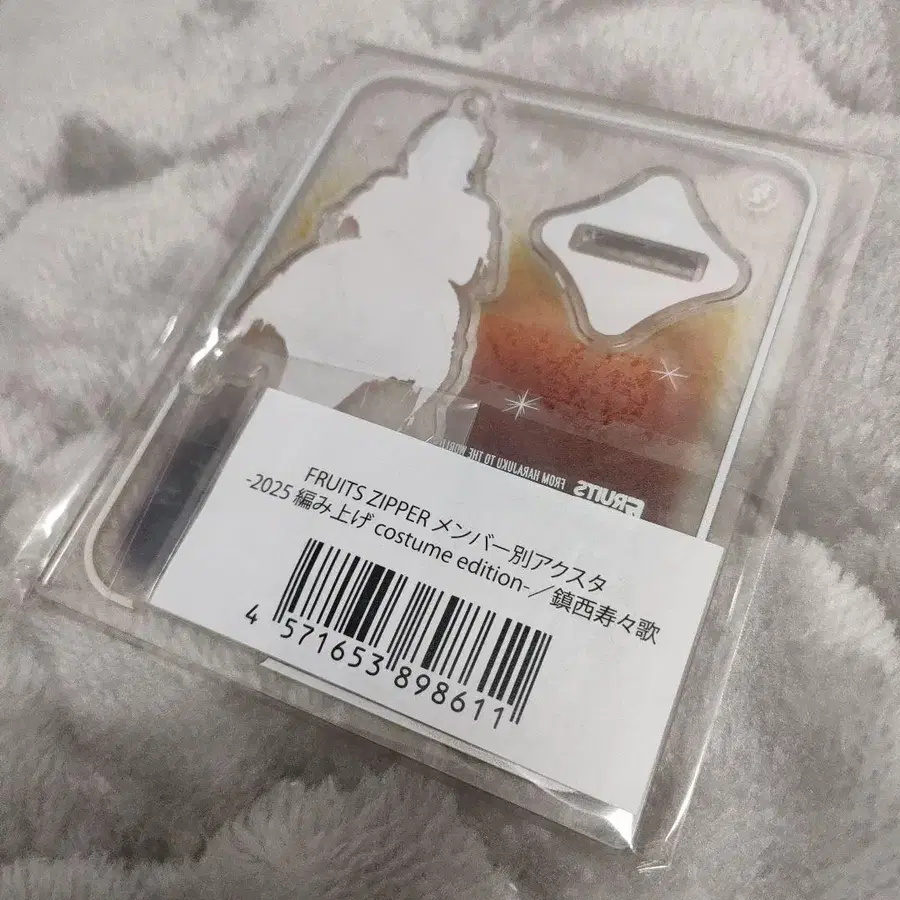 FROM HARAJUKU TO THE WORLD
FRUITS
FRUITS ZIPPER メンバー別アクスタ
-2025 編み上げ costume edition-／鎮西寿々歌
4 571653 898611